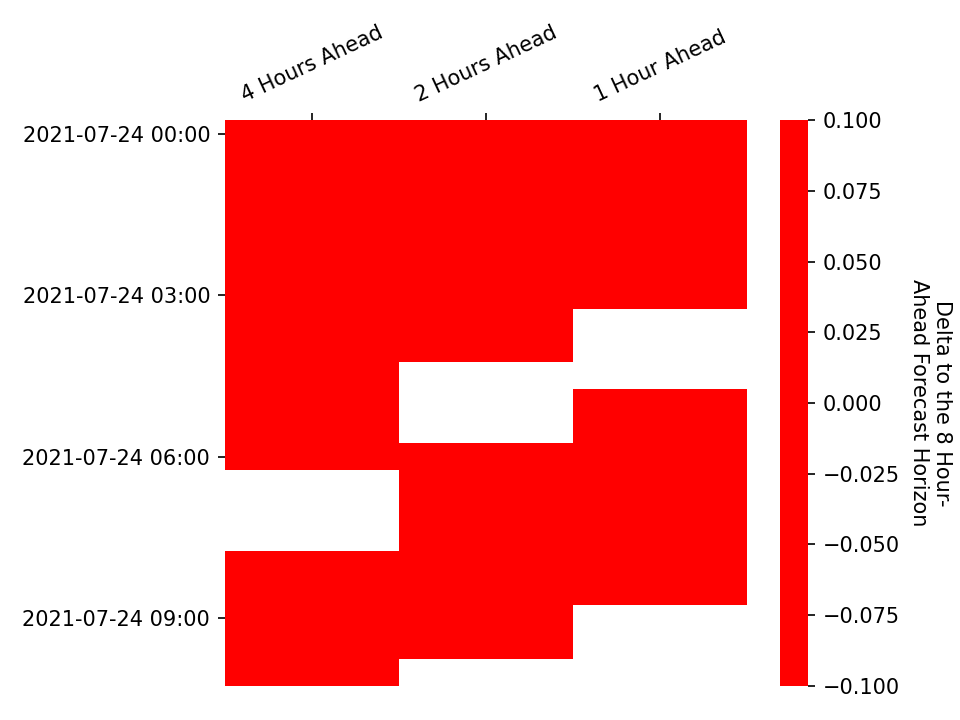 4 Hours Ahead
2 Hours Ahead
1 Hour Ahead
2021-07-24 00:00
2021-07-24 03:00
2021-07-24 06:00
2021-07-24 09:00
0.100
0.075
0.050
0.025
0.000
−0.025
−0.050
−0.075
−0.100
Delta to the 8 Hour-
Ahead Forecast Horizon